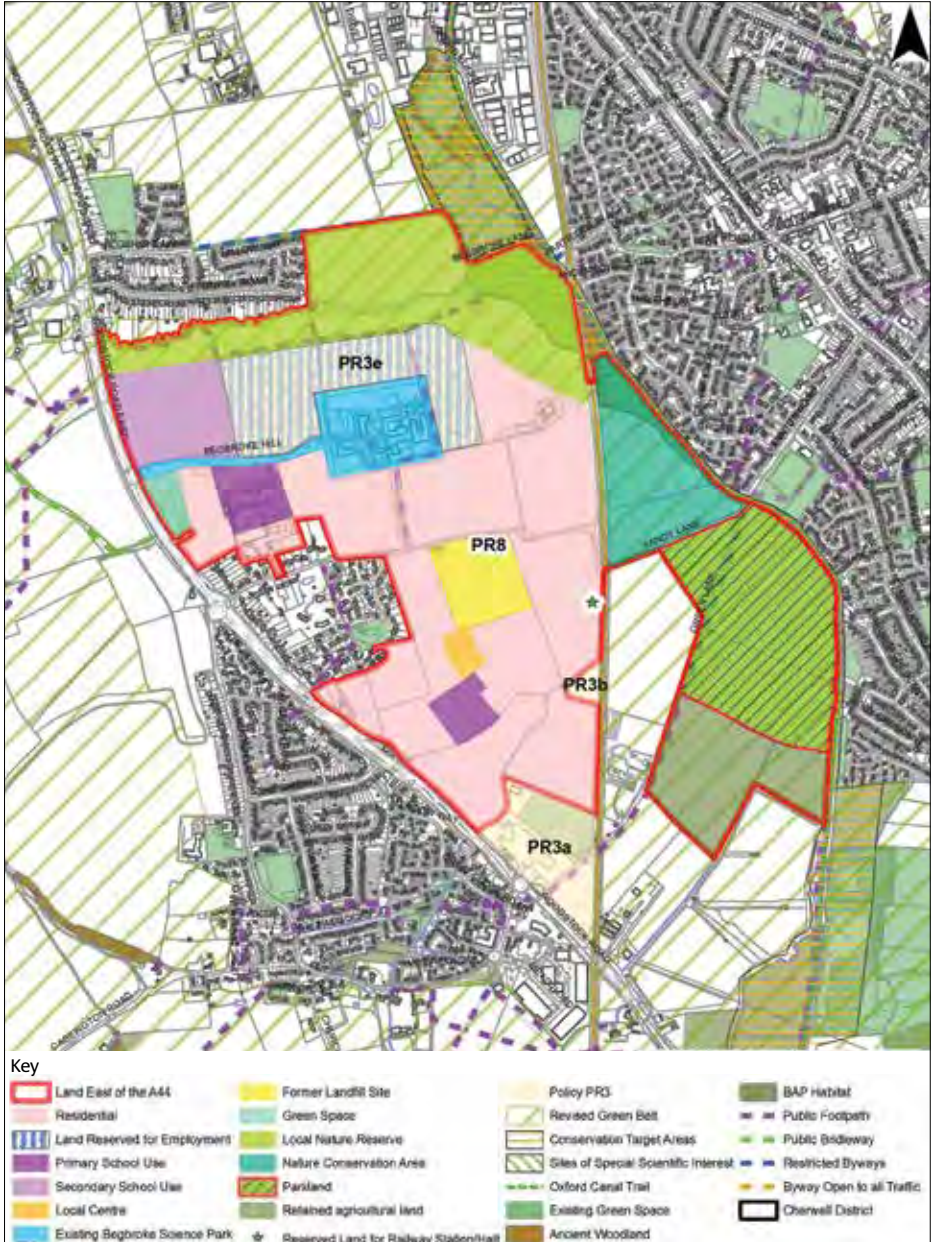 PR3e
BEGBROKE HILL
PR8
SANDY LANE
PR3b
PR3a
Key
Land East of the A44
Residential
Land Reserved for Employment
Primary School Use
Secondary School Use
Local Centre
Existing Begbroke Science Park
Former Landfill Site
Green Space
Local Nature Reserve
Nature Conservation Area
Parkland
Retained agricultural land
Reserved Land for Railway Station/Halt
Policy PR3
Revised Green Belt
Conservation Target Areas
Sites of Special Scientific Interest
Oxford Canal Trail
Existing Green Space
Ancient Woodland
BAP Habitat
Public Footpath
Public Bridleway
Restricted Byways
Byway Open to all Traffic
Cherwell District